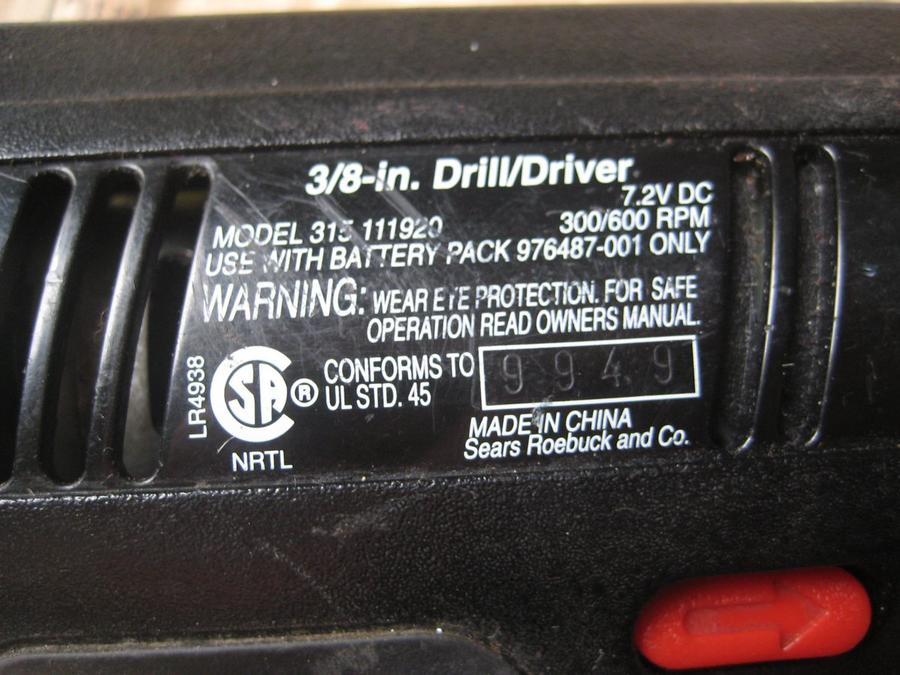 3/8-in. Drill/Driver
7.2V DC
MODEL 315.111920 300/600 RPM
USE WITH BATTERY PACK 976487-001 ONLY
WARNING: WEAR EYE PROTECTION. FOR SAFE
OPERATION READ OWNERS MANUAL.
LR4938
SA ®
NRTL
CONFORMS TO
UL STD. 45
9949
MADE IN CHINA
Sears Roebuck and Co.